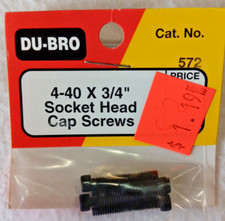 DU-BRO
Cat. No.
572
PRICE
4-40 X 3/4"
Socket Head
Cap Screws